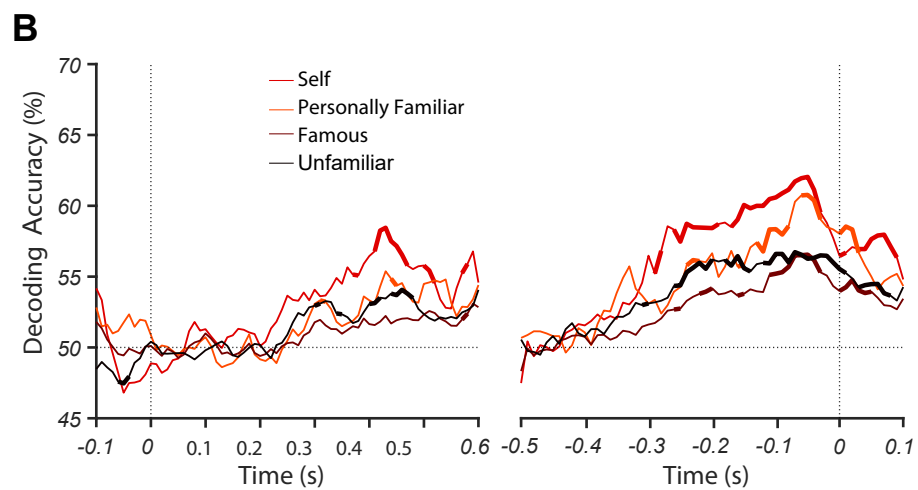 B
Decoding Accuracy (%)
70
65
60
55
50
45
Self
Personally Familiar
Famous
Unfamiliar
-0.1 0 0.1 0.2 0.3 0.4 0.5 0.6
Time (s)
-0.5 -0.4 -0.3 -0.2 -0.1 0 0.1
Time (s)